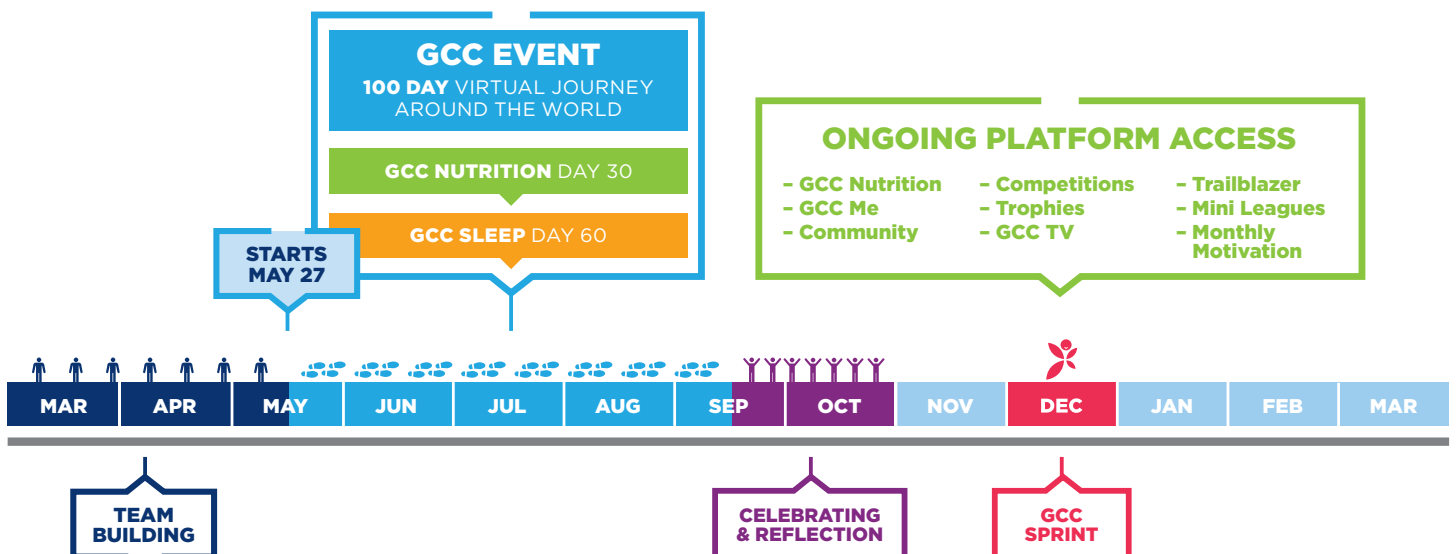 GCC EVENT
100 DAY VIRTUAL JOURNEY
AROUND THE WORLD
GCC NUTRITION DAY 30
GCC SLEEP DAY 60
STARTS
MAY 27
ONGOING PLATFORM ACCESS
– GCC Nutrition
– GCC Me
– Community
– Competitions
– Trophies
– GCC TV
– Trailblazer
– Mini Leagues
– Monthly
Motivation
MAR APR MAY JUN JUL AUG SEP OCT NOV DEC JAN FEB MAR
TEAM
BUILDING
CELEBRATING
& REFLECTION
GCC
SPRINT